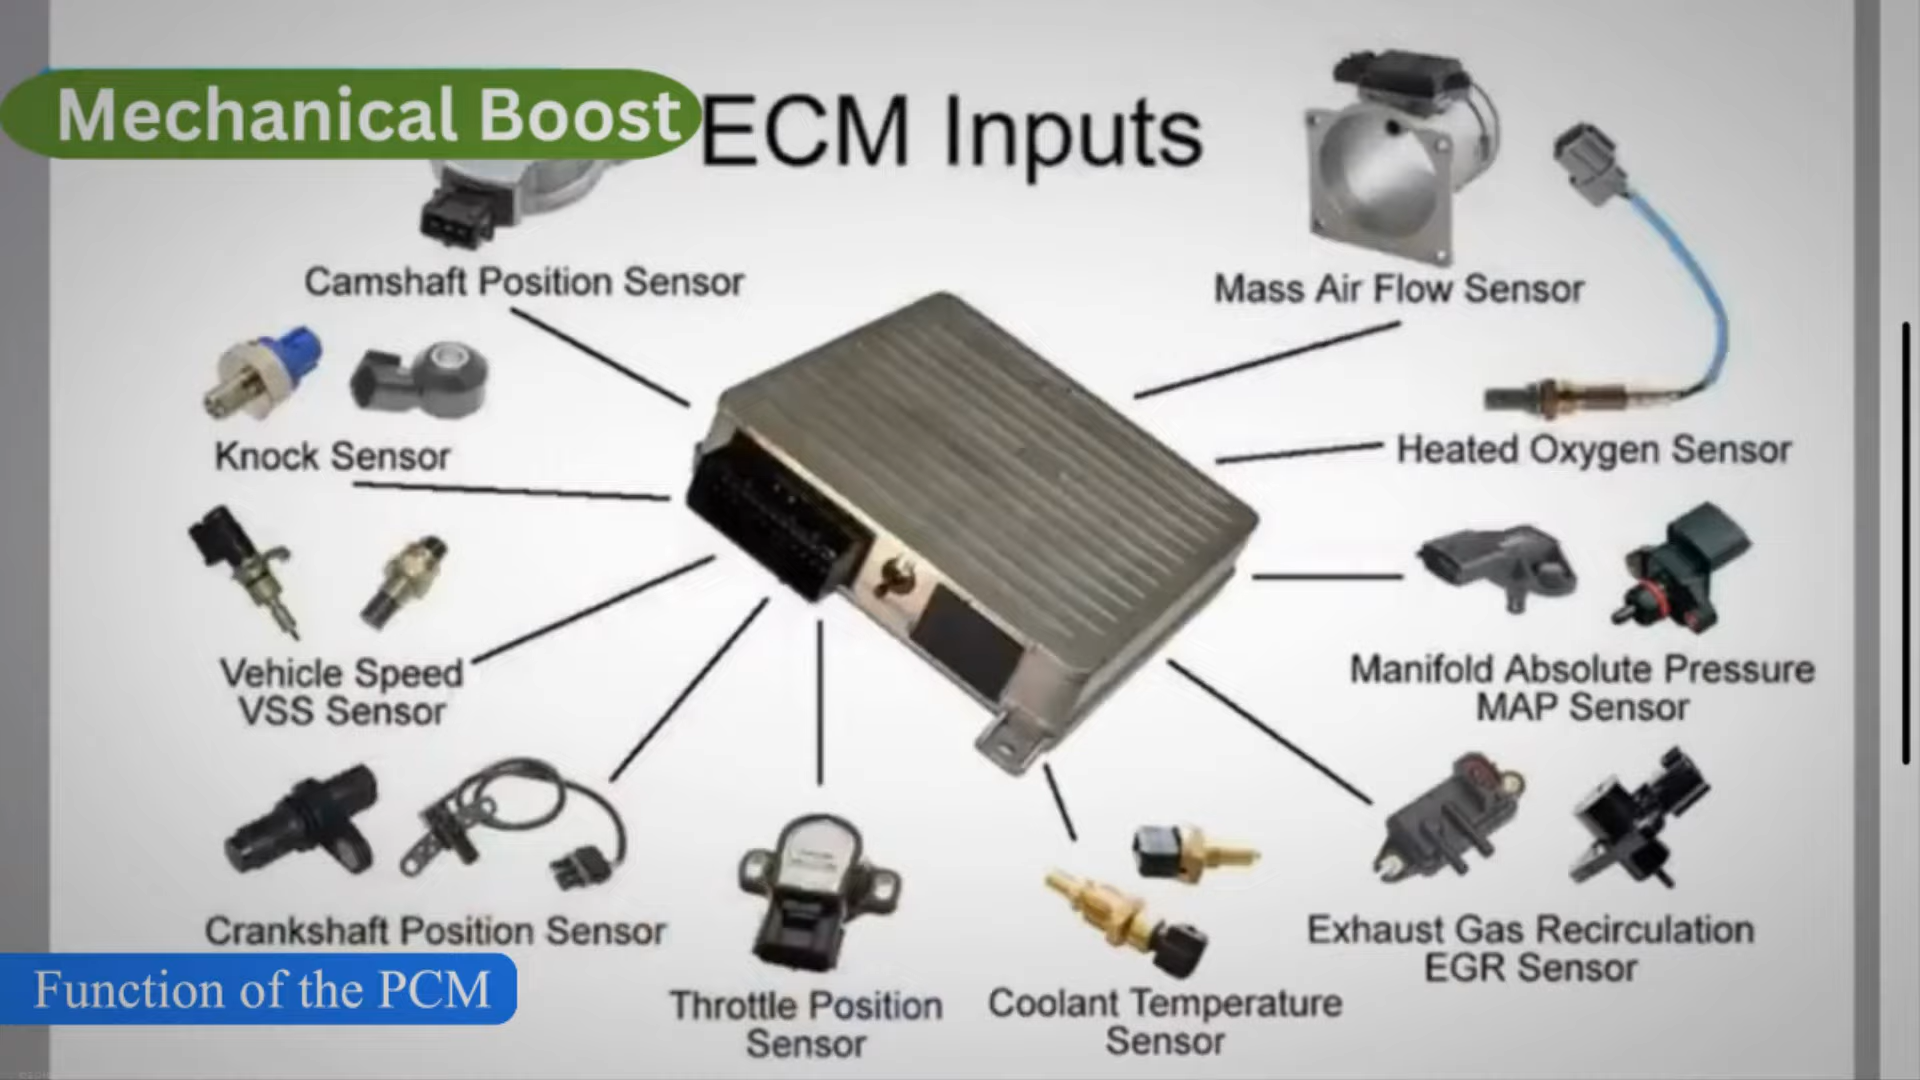 Mechanical Boost
ECM Inputs
Camshaft Position Sensor
Mass Air Flow Sensor
Knock Sensor
Heated Oxygen Sensor
Vehicle Speed
VSS Sensor
Manifold Absolute Pressure
MAP Sensor
Crankshaft Position Sensor
Exhaust Gas Recirculation
EGR Sensor
Function of the PCM
Throttle Position
Sensor
Coolant Temperature
Sensor